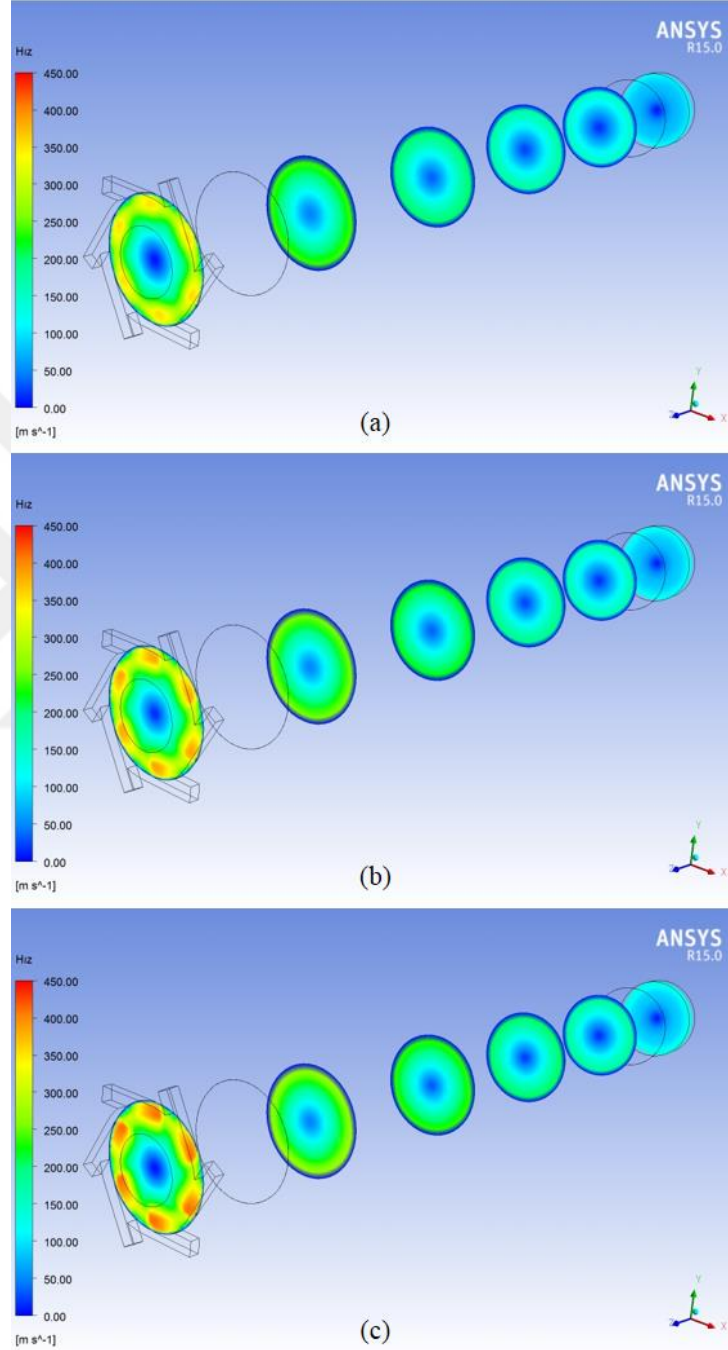 ANSYS
R15.0
Hız
450.00
400.00
350.00
300.00
250.00
200.00
150.00
100.00
50.00
0.00
[m s^-1]
Y
Z
X
(a)
ANSYS
R15.0
Hız
450.00
400.00
350.00
300.00
250.00
200.00
150.00
100.00
50.00
0.00
[m s^-1]
Y
Z
X
(b)
ANSYS
R15.0
Hız
450.00
400.00
350.00
300.00
250.00
200.00
150.00
100.00
50.00
0.00
[m s^-1]
Y
Z
X
(c)